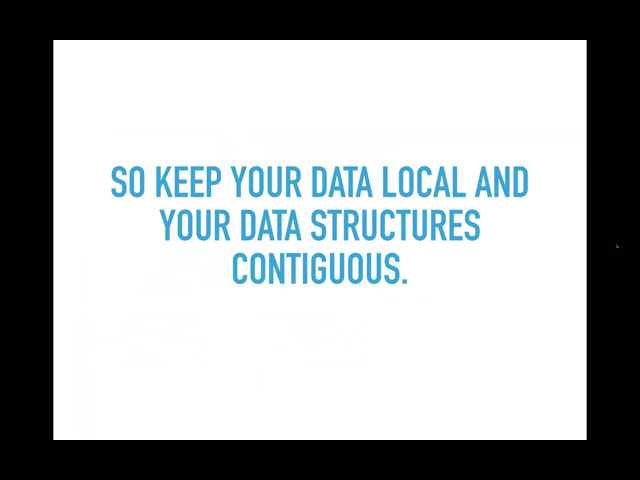 SO KEEP YOUR DATA LOCAL AND
YOUR DATA STRUCTURES
CONTIGUOUS.